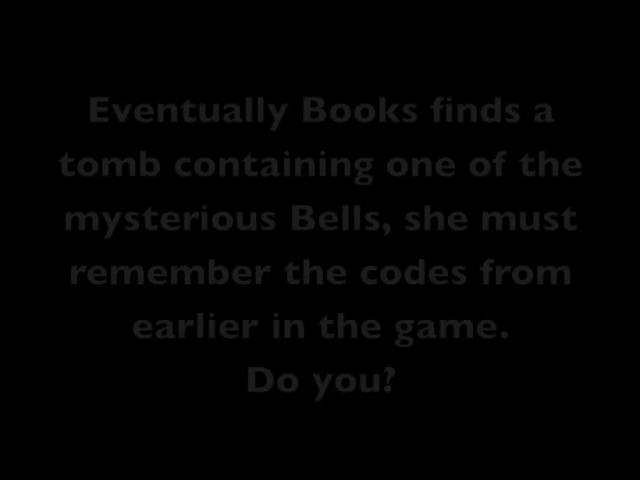 Eventually Books finds a
tomb containing one of the
mysterious Bells, she must
remember the codes from
earlier in the game.
Do you?